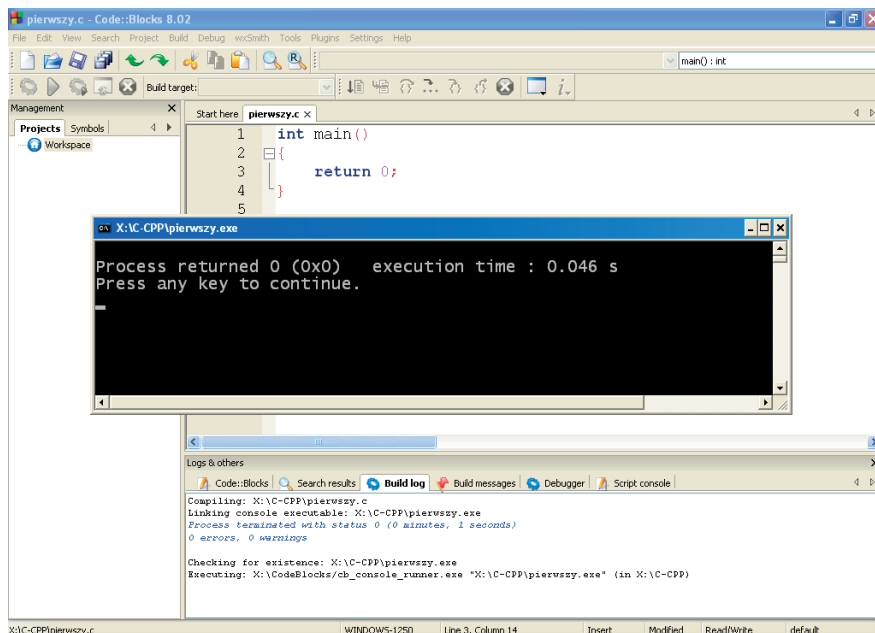 pierwszy.c - Code::Blocks 8.02
File Edit View Search Project Build Debug wxSmith Tools Plugins Settings Help
main() : int
Build target:
Management
Start here pierwszy.c
Projects Symbols
Workspace
1 int main()
2 {
3 return 0;
4 }
5
X:\C-CPP\pierwszy.exe
Process returned 0 (0x0) execution time : 0.046 s
Press any key to continue.
Logs & others
Code::Blocks Search results Build log Build messages Debugger Script console
Compiling: X:\C-CPP\pierwszy.c
Linking console executable: X:\C-CPP\pierwszy.exe
Process terminated with status 0 (0 minutes, 1 seconds)
0 errors, 0 warnings
Checking for existence: X:\C-CPP\pierwszy.exe
Executing: X:\CodeBlocks/cb_console_runner.exe "X:\C-CPP\pierwszy.exe" (in X:\C-CPP)
X:\C-CPP\pierwszy.c WINDOWS-1250 Line 3, Column 14 Insert Modified Read/Write default